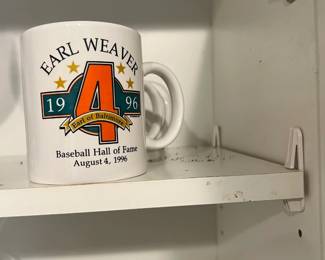 EARL WEAVER
19 4 96
Earl of Baltimore
Baseball Hall of Fame
August 4, 1996